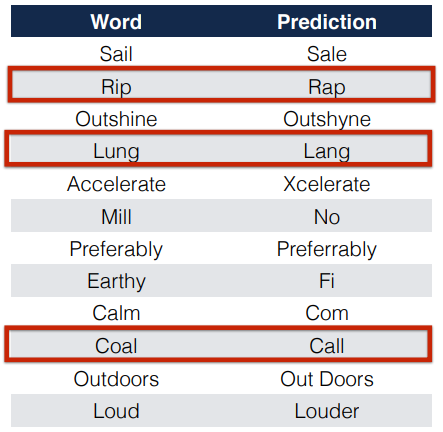 Word Prediction
Sail Sale
Rip Rap
Outshine Outshyne
Lung Lang
Accelerate Xcelerate
Mill No
Preferably Preferrably
Earthy Fi
Calm Com
Coal Call
Outdoors Out Doors
Loud Louder